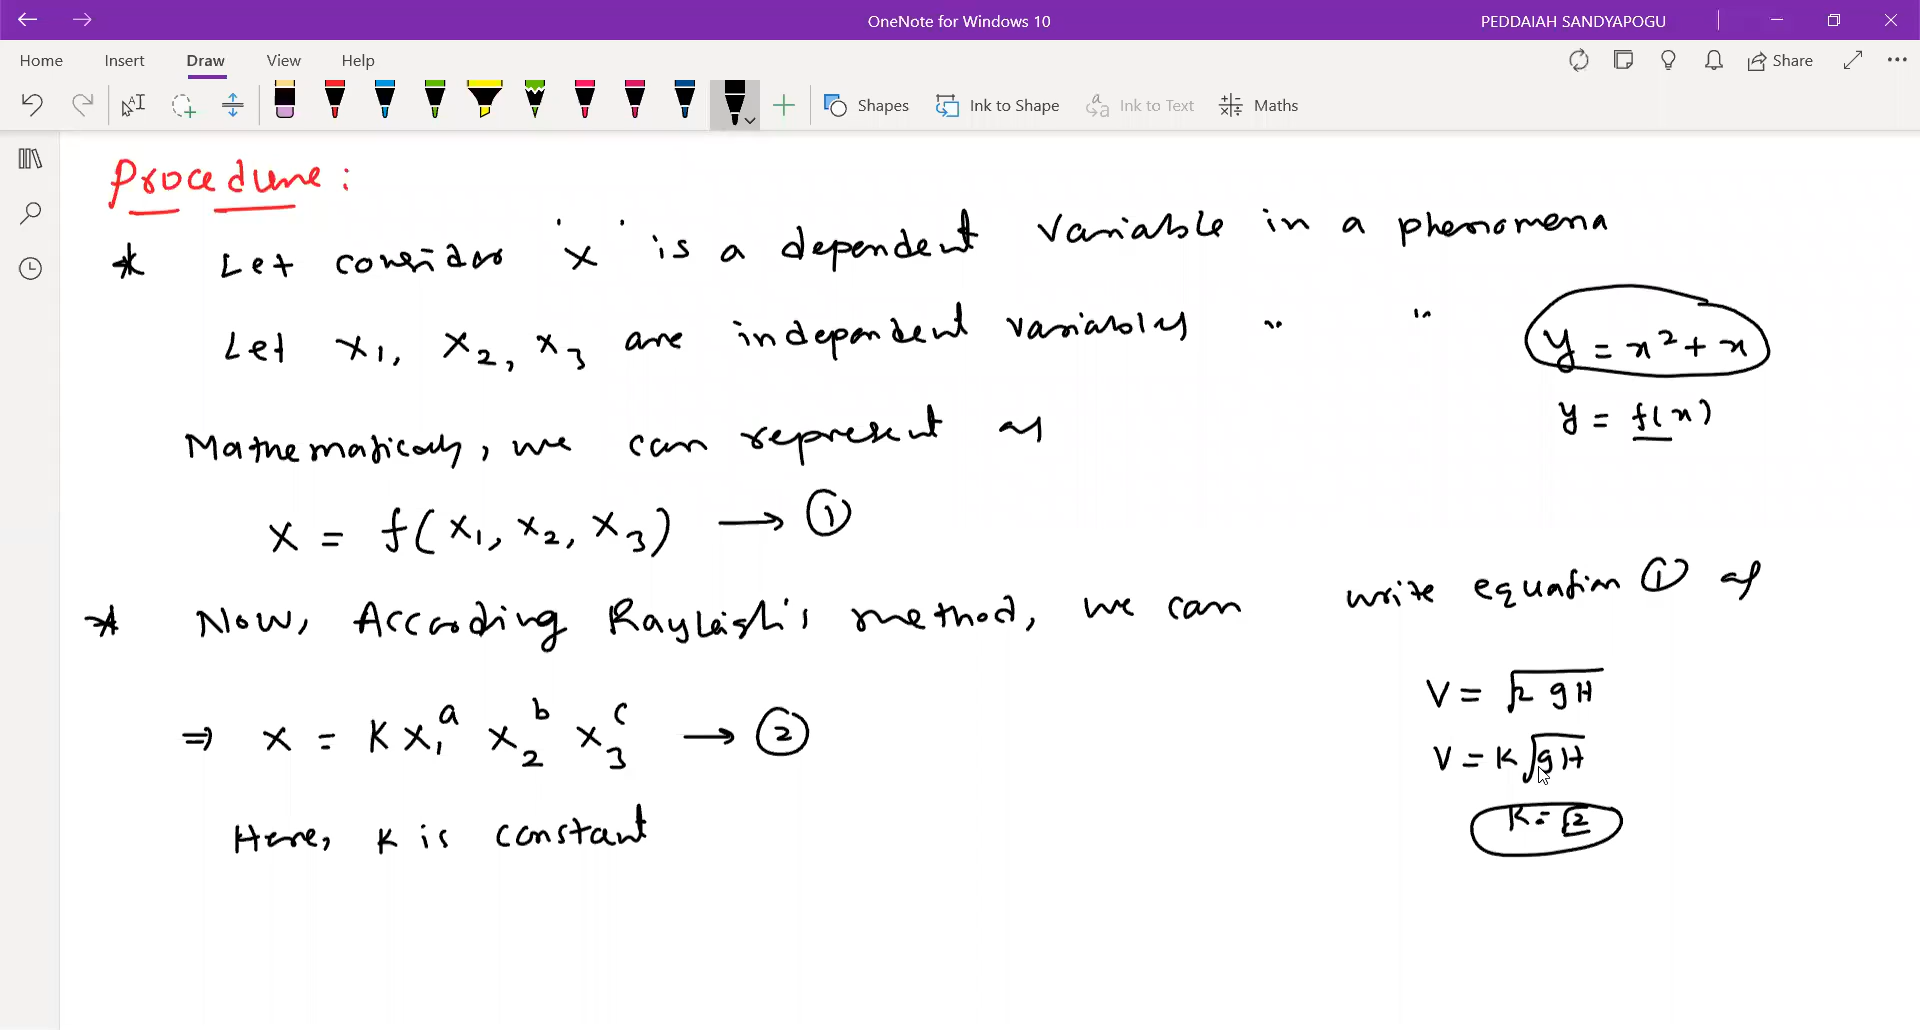 OneNote for Windows 10
PEDDAIAH SANDYAPOGU
Home Insert Draw View Help
Share
Shapes Ink to Shape Ink to Text Maths
Procedure :
* Let consider 'x' is a dependent variable in a phenomena
Let x₁, x₂, x₃ are independent variables " "
y = x² + x
y = f(x)
Mathematically, we can represent as
X = f(x₁, x₂, x₃) → ①
* Now, According Rayleigh's method, we can write equation ① as
V = √2gH
⇒ x = K x₁ᵃ x₂ᵇ x₃ᶜ → ②
V = K√gH
K = √2
Here, K is constant